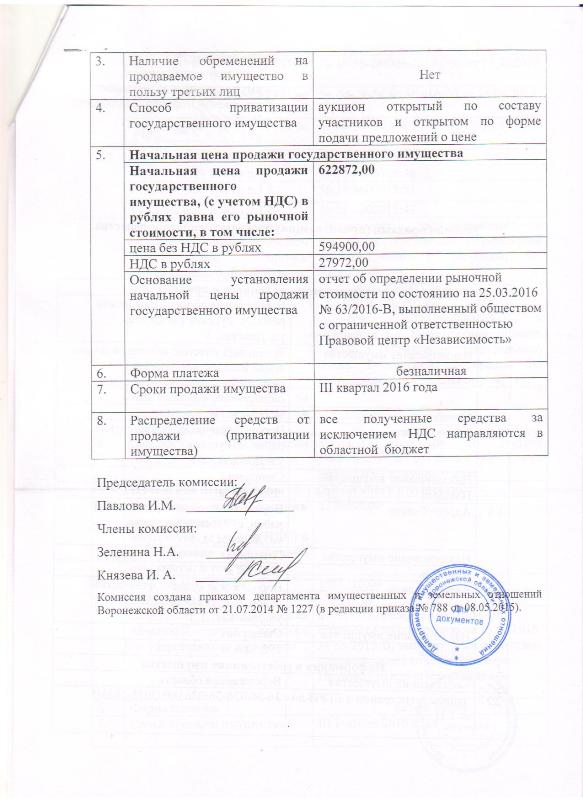 3. Наличие обременений на
продаваемое имущество в
пользу третьих лиц
Нет
4. Способ приватизации
государственного имущества
аукцион открытый по составу
участников и открытом по форме
подачи предложений о цене
5. Начальная цена продажи государственного имущества
Начальная цена продажи
государственного
имущества, (с учетом НДС) в
рублях равна его рыночной
стоимости, в том числе:
622872,00
цена без НДС в рублях 594900,00
НДС в рублях 27972,00
Основание установления
начальной цены продажи
государственного имущества
отчет об определении рыночной
стоимости по состоянию на 25.03.2016
№ 63/2016-В, выполненный обществом
с ограниченной ответственностью
Правовой центр «Независимость»
6. Форма платежа безналичная
7. Сроки продажи имущества III квартал 2016 года
8. Распределение средств от
продажи (приватизации
имущества)
все полученные средства за
исключением НДС направляются в
областной бюджет
Председатель комиссии:
Павлова И.М.
Члены комиссии:
Зеленина Н.А.
Князева И. А.
Комиссия создана приказом департамента имущественных и земельных отношений
Воронежской области от 21.07.2014 № 1227 (в редакции приказа № 788 от 08.05.2015).
Департамент имущественных и земельных отношений
Воронежской области
Для
документов